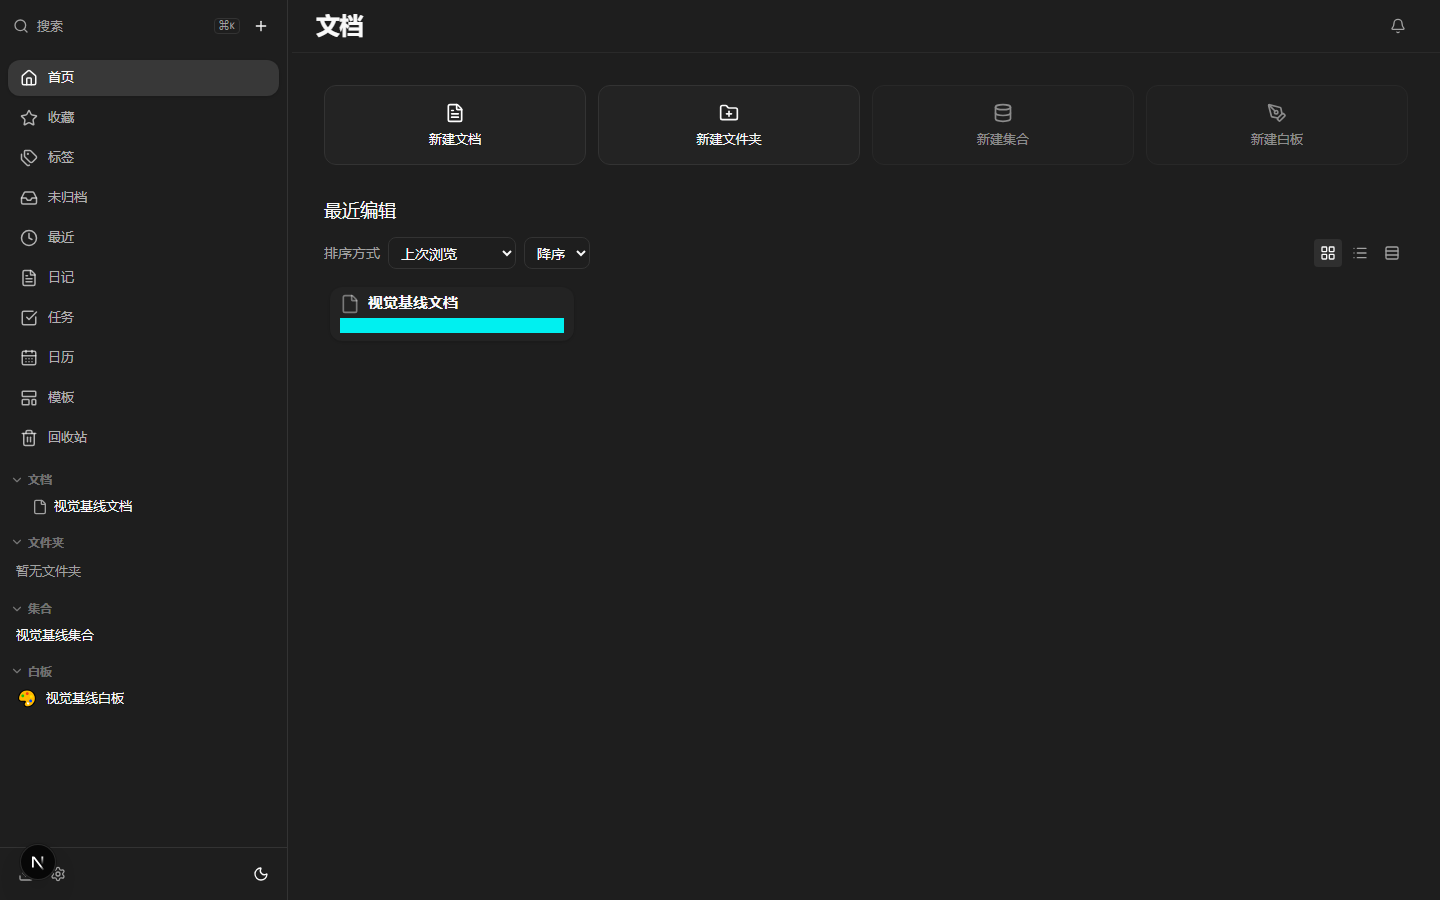 搜索
⌘K
首页
收藏
标签
未归档
最近
日记
任务
日历
模板
回收站
文档
视觉基线文档
文件夹
暂无文件夹
集合
视觉基线集合
白板
视觉基线白板
N
文档
新建文档
新建文件夹
新建集合
新建白板
最近编辑
排序方式 上次浏览 降序
视觉基线文档